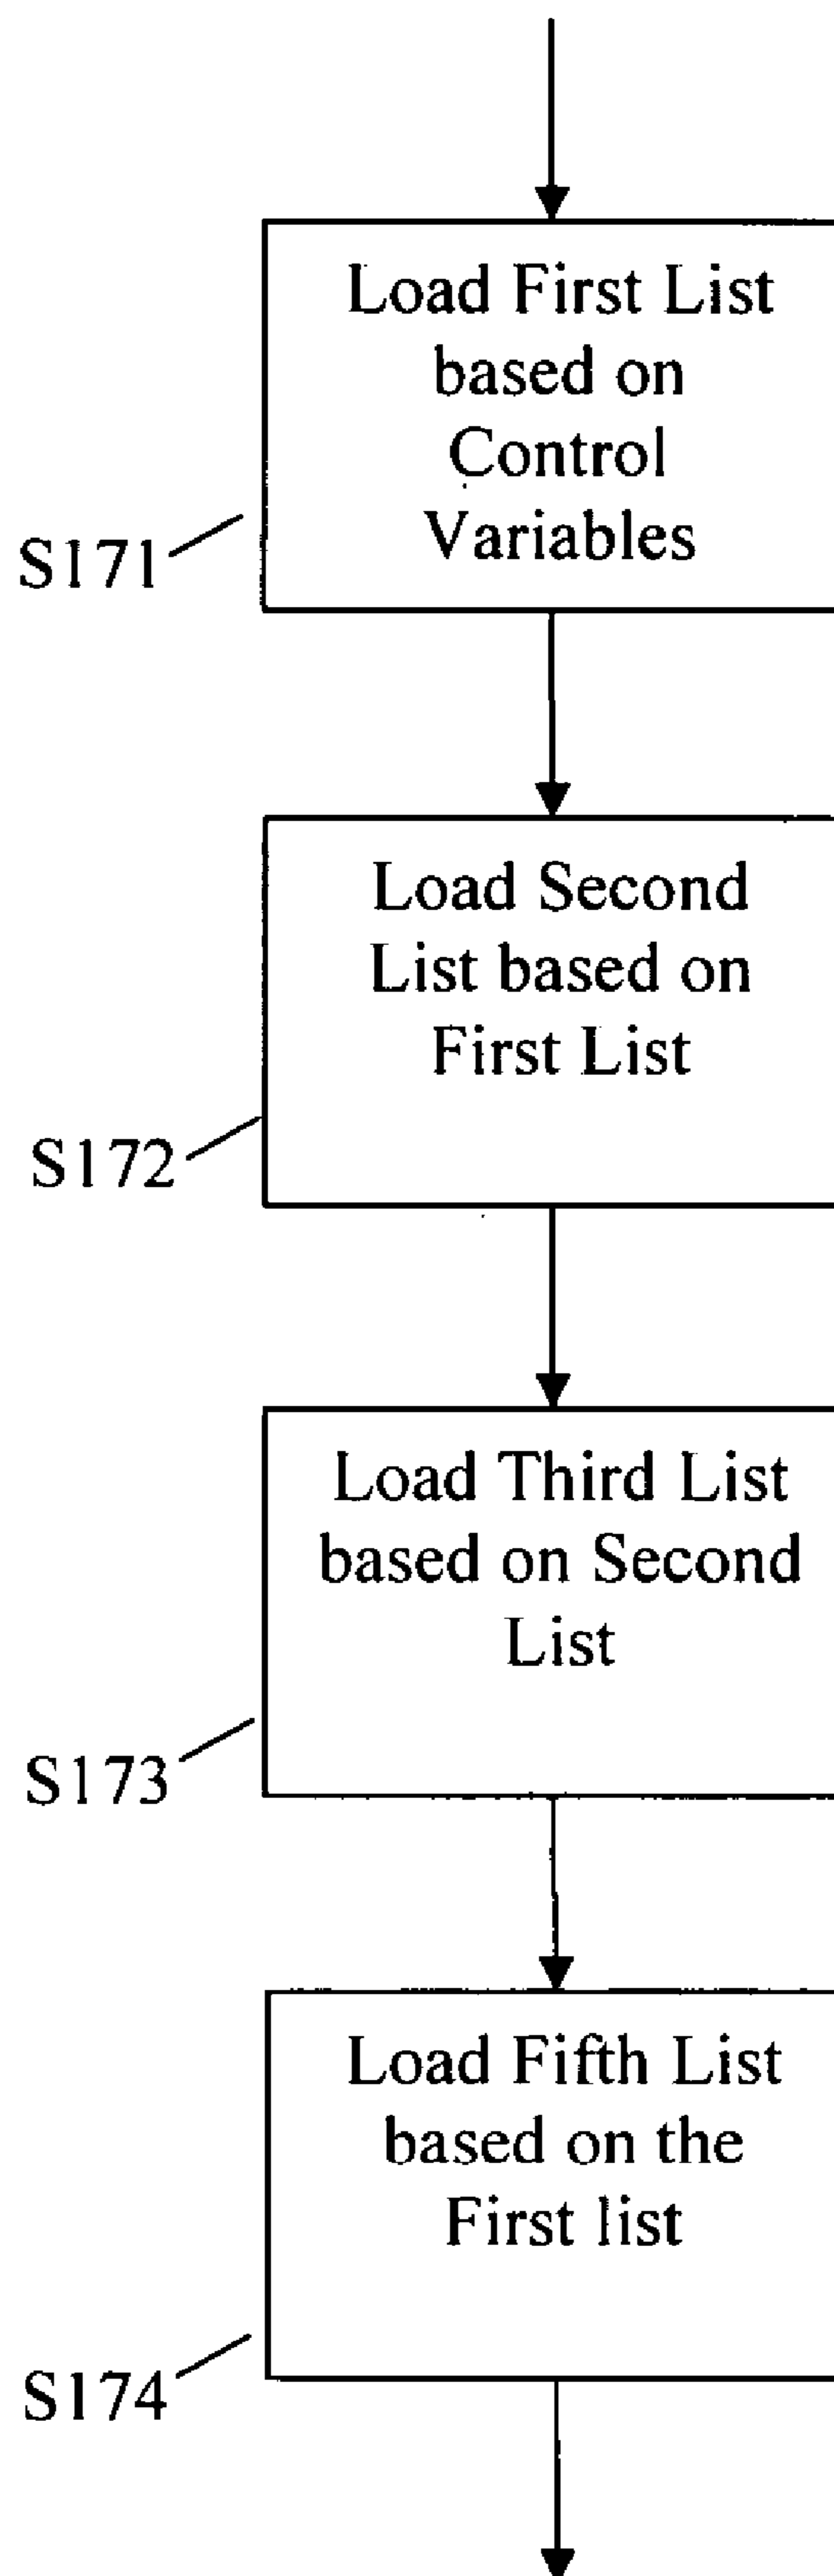 Load First List
based on
Control
Variables
S171
Load Second
List based on
First List
S172
Load Third List
based on Second
List
S173
Load Fifth List
based on the
First list
S174